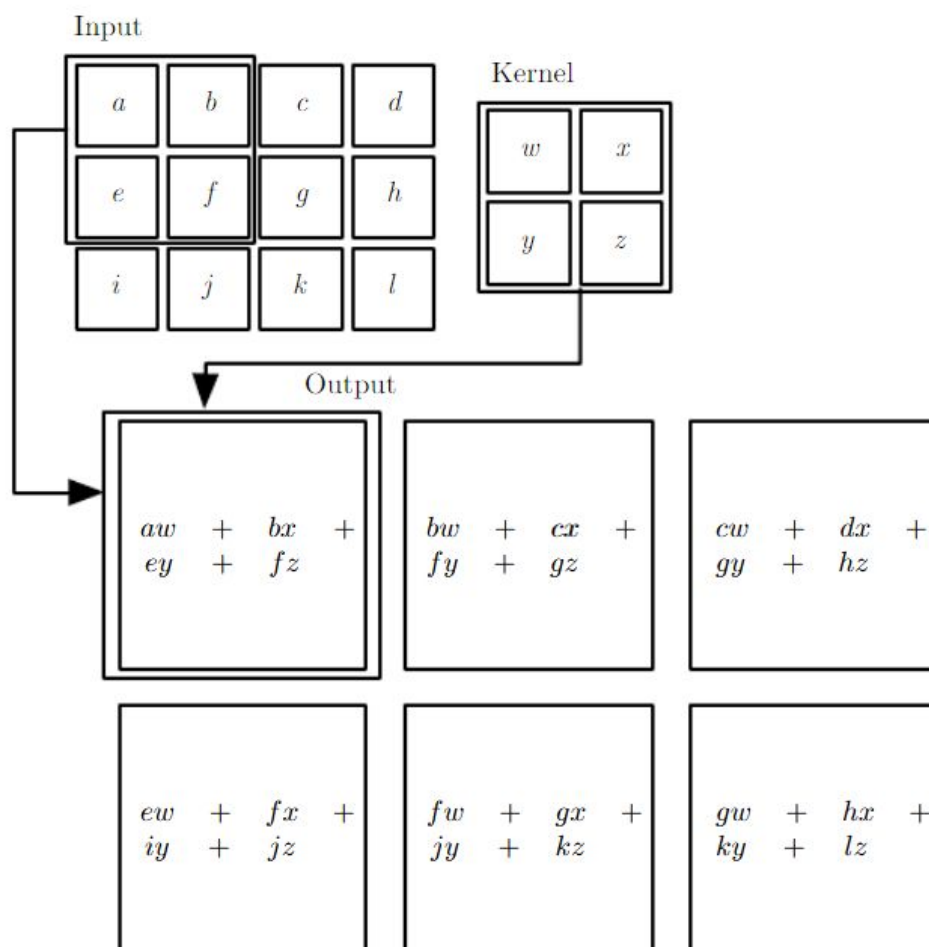 Input
Kernel
a b c d
e f g h
i j k l
w x
y z
Output
aw + bx +
ey + fz
bw + cx +
fy + gz
cw + dx +
gy + hz
ew + fx +
iy + jz
fw + gx +
jy + kz
gw + hx +
ky + lz